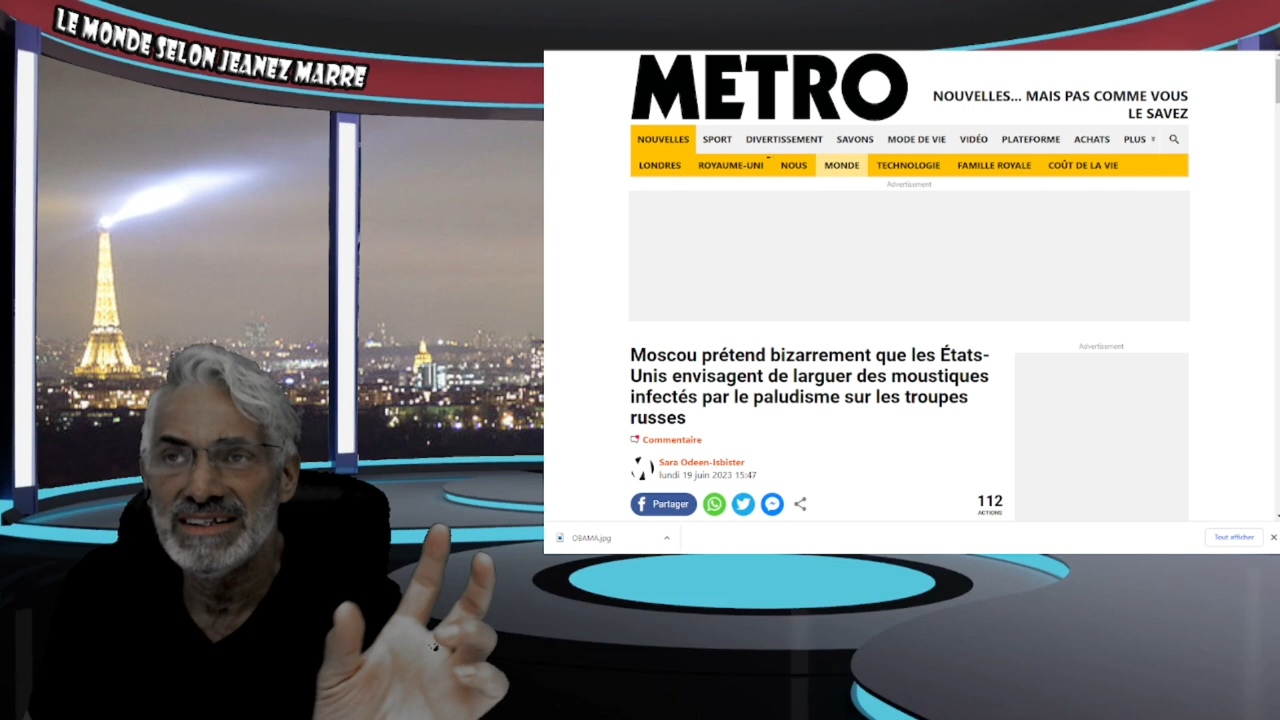 LE MONDE SELON JEANEZ MARRE
METRO
NOUVELLES... MAIS PAS COMME VOUS
LE SAVEZ
NOUVELLES SPORT DIVERTISSEMENT SAVONS MODE DE VIE VIDÉO PLATEFORME ACHATS PLUS
LONDRES ROYAUME-UNI NOUS MONDE TECHNOLOGIE FAMILLE ROYALE COÛT DE LA VIE
Advertisement
Advertisement
Moscou prétend bizarrement que les États-
Unis envisagent de larguer des moustiques
infectés par le paludisme sur les troupes
russes
Commentaire
Sara Odeen-Isbister
lundi 19 juin 2023 15:47
Partager
112
ACTIONS
OBAMA.jpg
Tout afficher